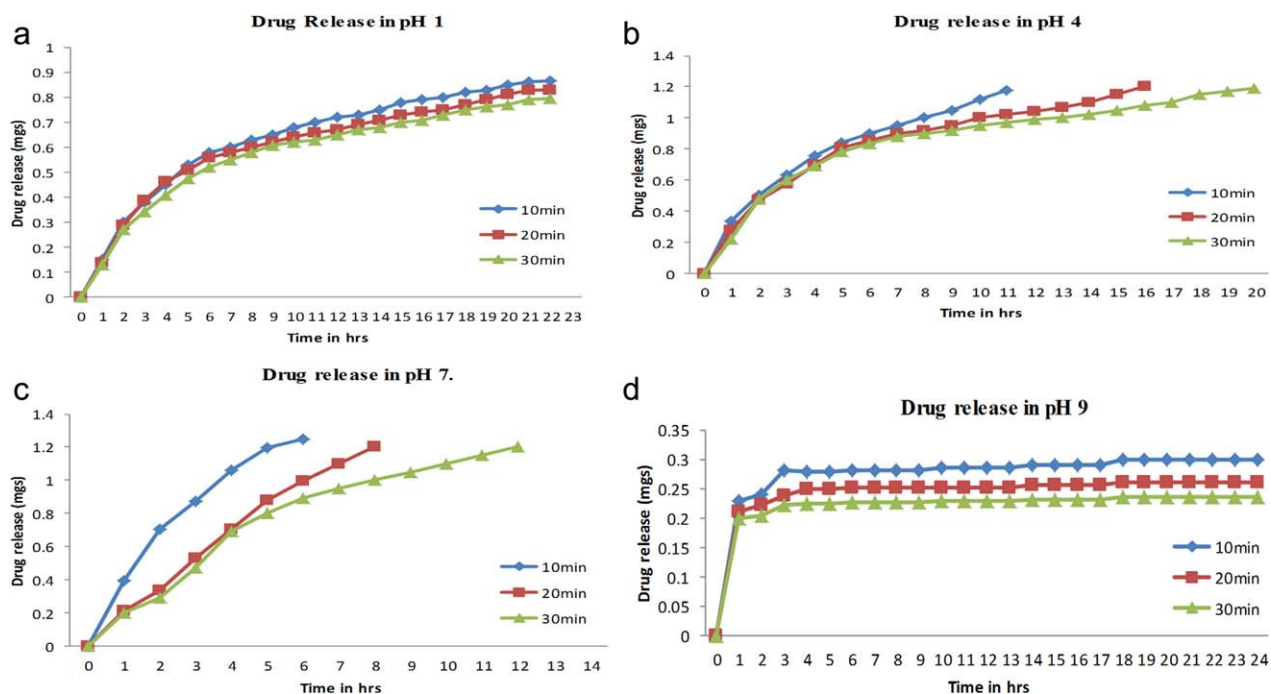 a
Drug Release in pH 1
Drug release (mgs)
1
0.9
0.8
0.7
0.6
0.5
0.4
0.3
0.2
0.1
0
0 1 2 3 4 5 6 7 8 9 10 11 12 13 14 15 16 17 18 19 20 21 22 23
Time in hrs
10min
20min
30min
b
Drug release in pH 4
Drug release (mgs)
1.4
1.2
1
0.8
0.6
0.4
0.2
0
0 1 2 3 4 5 6 7 8 9 10 11 12 13 14 15 16 17 18 19 20
Time in hrs
10min
20min
30min
c
Drug release in pH 7.
Drug release (mgs)
1.4
1.2
1
0.8
0.6
0.4
0.2
0
0 1 2 3 4 5 6 7 8 9 10 11 12 13 14
Time in hrs
10min
20min
30min
d
Drug release in pH 9
Drug release (mgs)
0.35
0.3
0.25
0.2
0.15
0.1
0.05
0
0 1 2 3 4 5 6 7 8 9 10 11 12 13 14 15 16 17 18 19 20 21 22 23 24
Time in hrs
10min
20min
30min